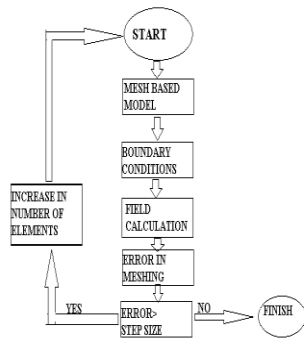 START
MESH BASED
MODEL
BOUNDARY
CONDITIONS
INCREASE IN
NUMBER OF
ELEMENTS
FIELD
CALCULATION
ERROR IN
MESHING
YES
ERROR>
STEP SIZE
NO
FINISH